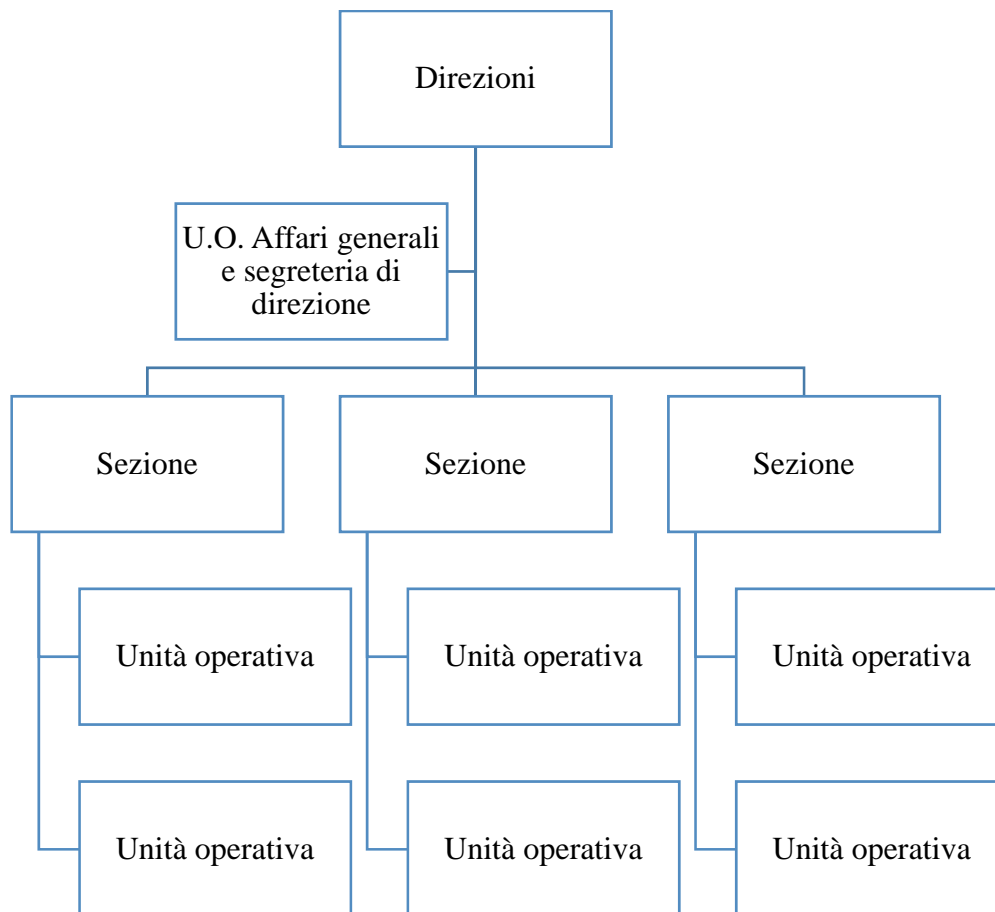 Direzioni
U.O. Affari generali
e segreteria di
direzione
Sezione
Sezione
Sezione
Unità operativa
Unità operativa
Unità operativa
Unità operativa
Unità operativa
Unità operativa